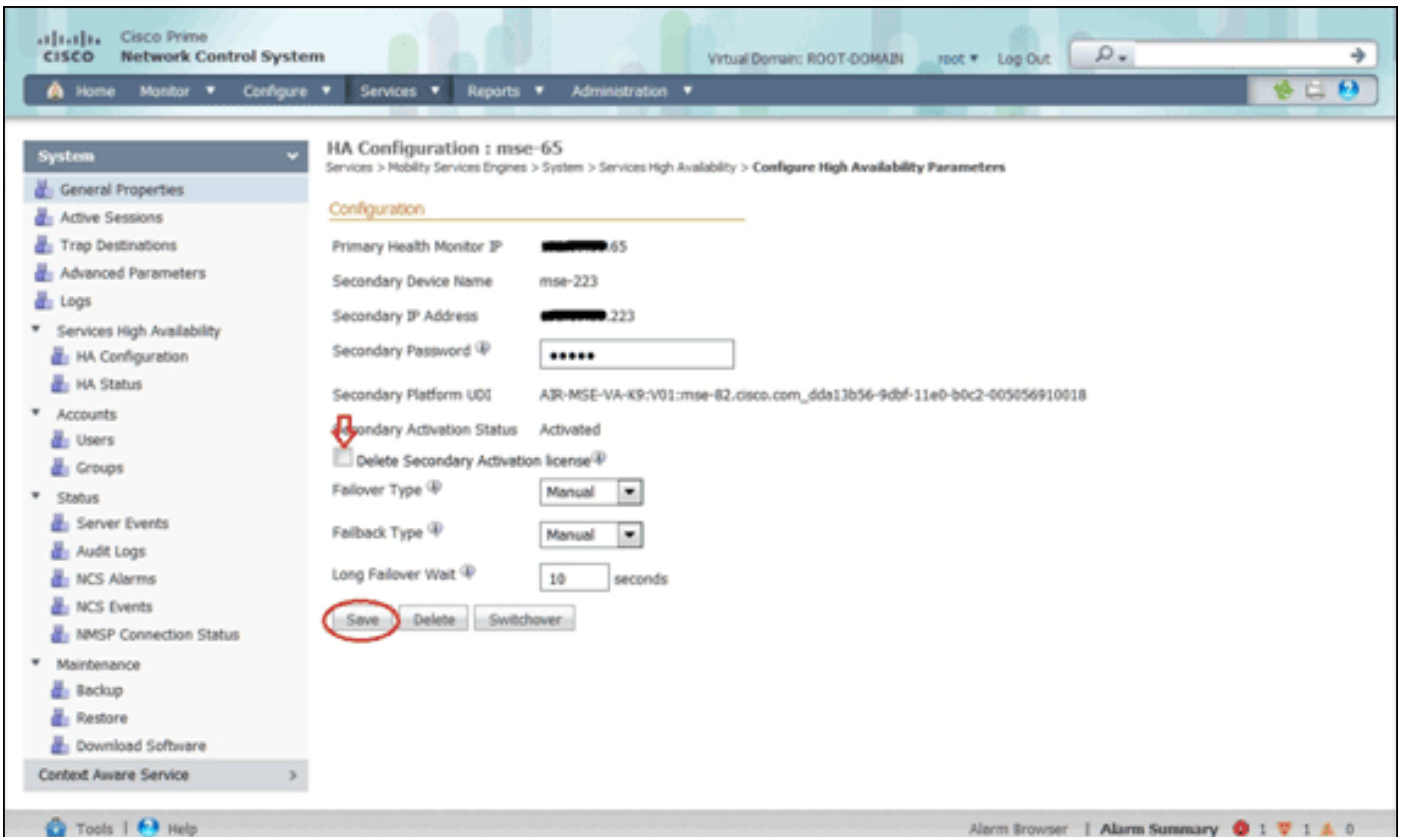 Cisco Prime
CISCO Network Control System
Virtual Domain: ROOT-DOMAIN root Log Out
Home Monitor Configure Services Reports Administration
System
General Properties
Active Sessions
Trap Destinations
Advanced Parameters
Logs
Services High Availability
HA Configuration
HA Status
Accounts
Users
Groups
Status
Server Events
Audit Logs
NCS Alarms
NCS Events
NMSP Connection Status
Maintenance
Backup
Restore
Download Software
Context Aware Service
HA Configuration : mse-65
Services > Mobility Services Engines > System > Services High Availability > Configure High Availability Parameters
Configuration
Primary Health Monitor IP .65
Secondary Device Name mse-223
Secondary IP Address .223
Secondary Password •••••
Secondary Platform UDI AIR-MSE-VA-K9:V01:mse-82.cisco.com_dda13b56-9dbf-11e0-b0c2-005056910018
Secondary Activation Status Activated
Delete Secondary Activation license
Failover Type Manual
Failback Type Manual
Long Failover Wait 10 seconds
Save Delete Switchover
Tools | Help
Alarm Browser | Alarm Summary 1 1 0